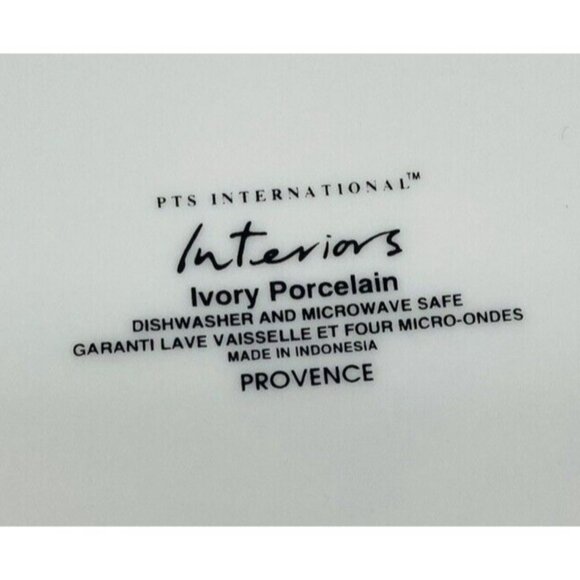 PTS INTERNATIONAL™
Interiors
Ivory Porcelain
DISHWASHER AND MICROWAVE SAFE
GARANTI LAVE VAISSELLE ET FOUR MICRO-ONDES
MADE IN INDONESIA
PROVENCE